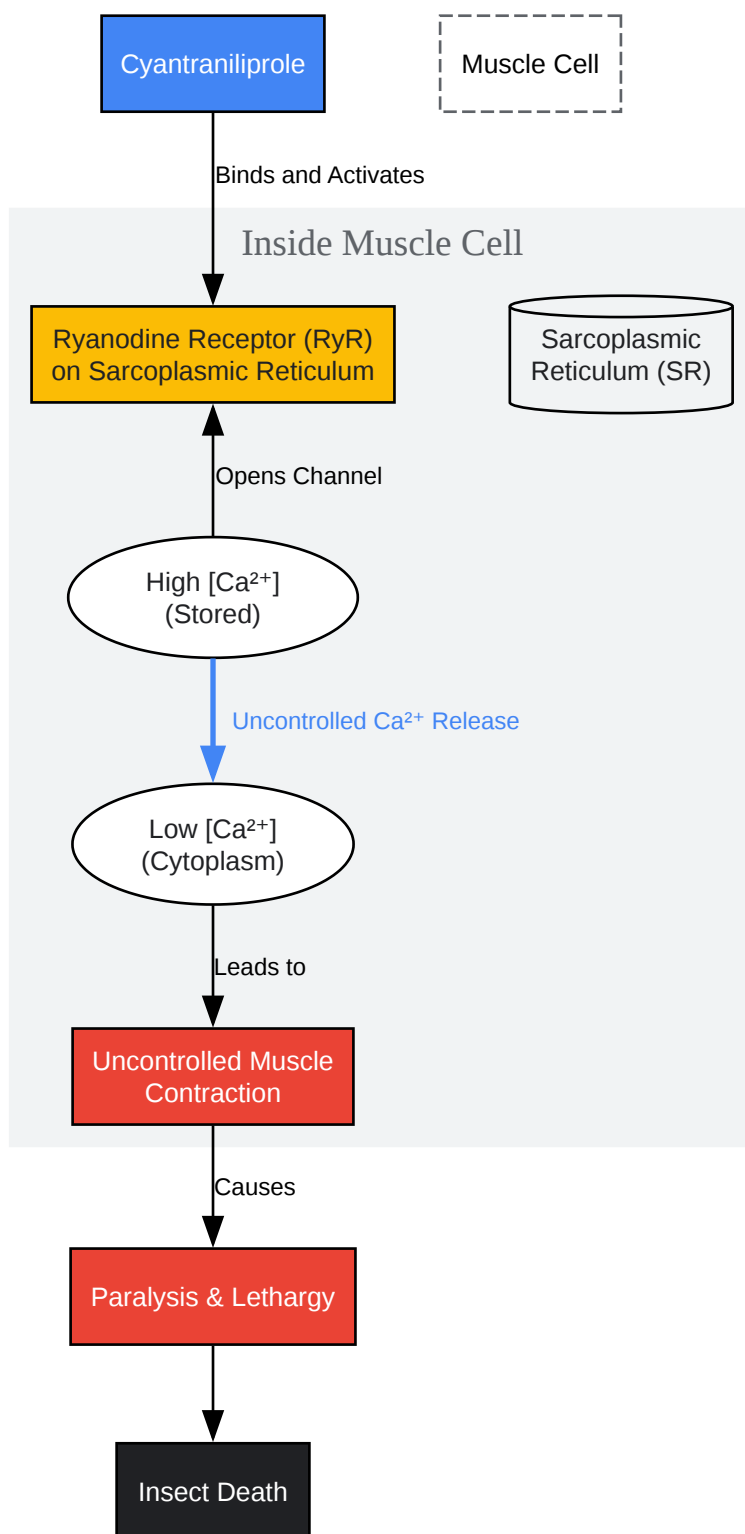 Cyantraniliprole
Muscle Cell
Binds and Activates
Inside Muscle Cell
Ryanodine Receptor (RyR)
on Sarcoplasmic Reticulum
Sarcoplasmic
Reticulum (SR)
Opens Channel
High [Ca²⁺]
(Stored)
Uncontrolled Ca²⁺ Release
Low [Ca²⁺]
(Cytoplasm)
Leads to
Uncontrolled Muscle
Contraction
Causes
Paralysis & Lethargy
Insect Death